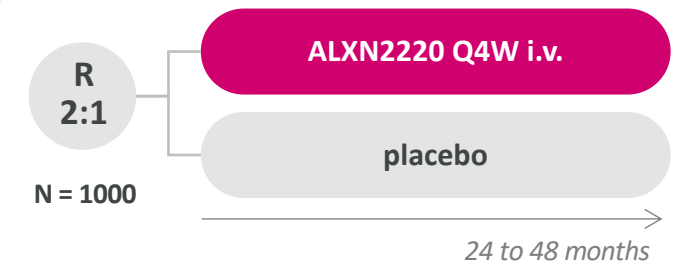 R
2:1
N = 1000
ALXN2220 Q4W i.v.
placebo
24 to 48 months